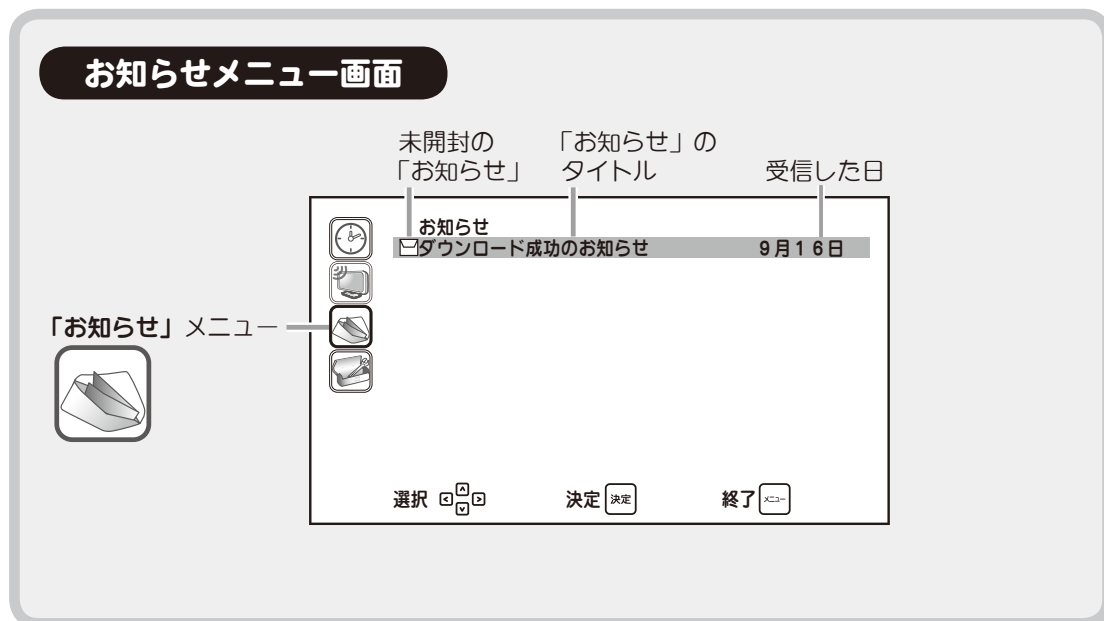 お知らせメニュー画面
未開封の
「お知らせ」
「お知らせ」の
タイトル
受信した日
お知らせ
ダウンロード成功のお知らせ ９月１６日
「お知らせ」メニュー
選択 決定 決定 終了 メニュー